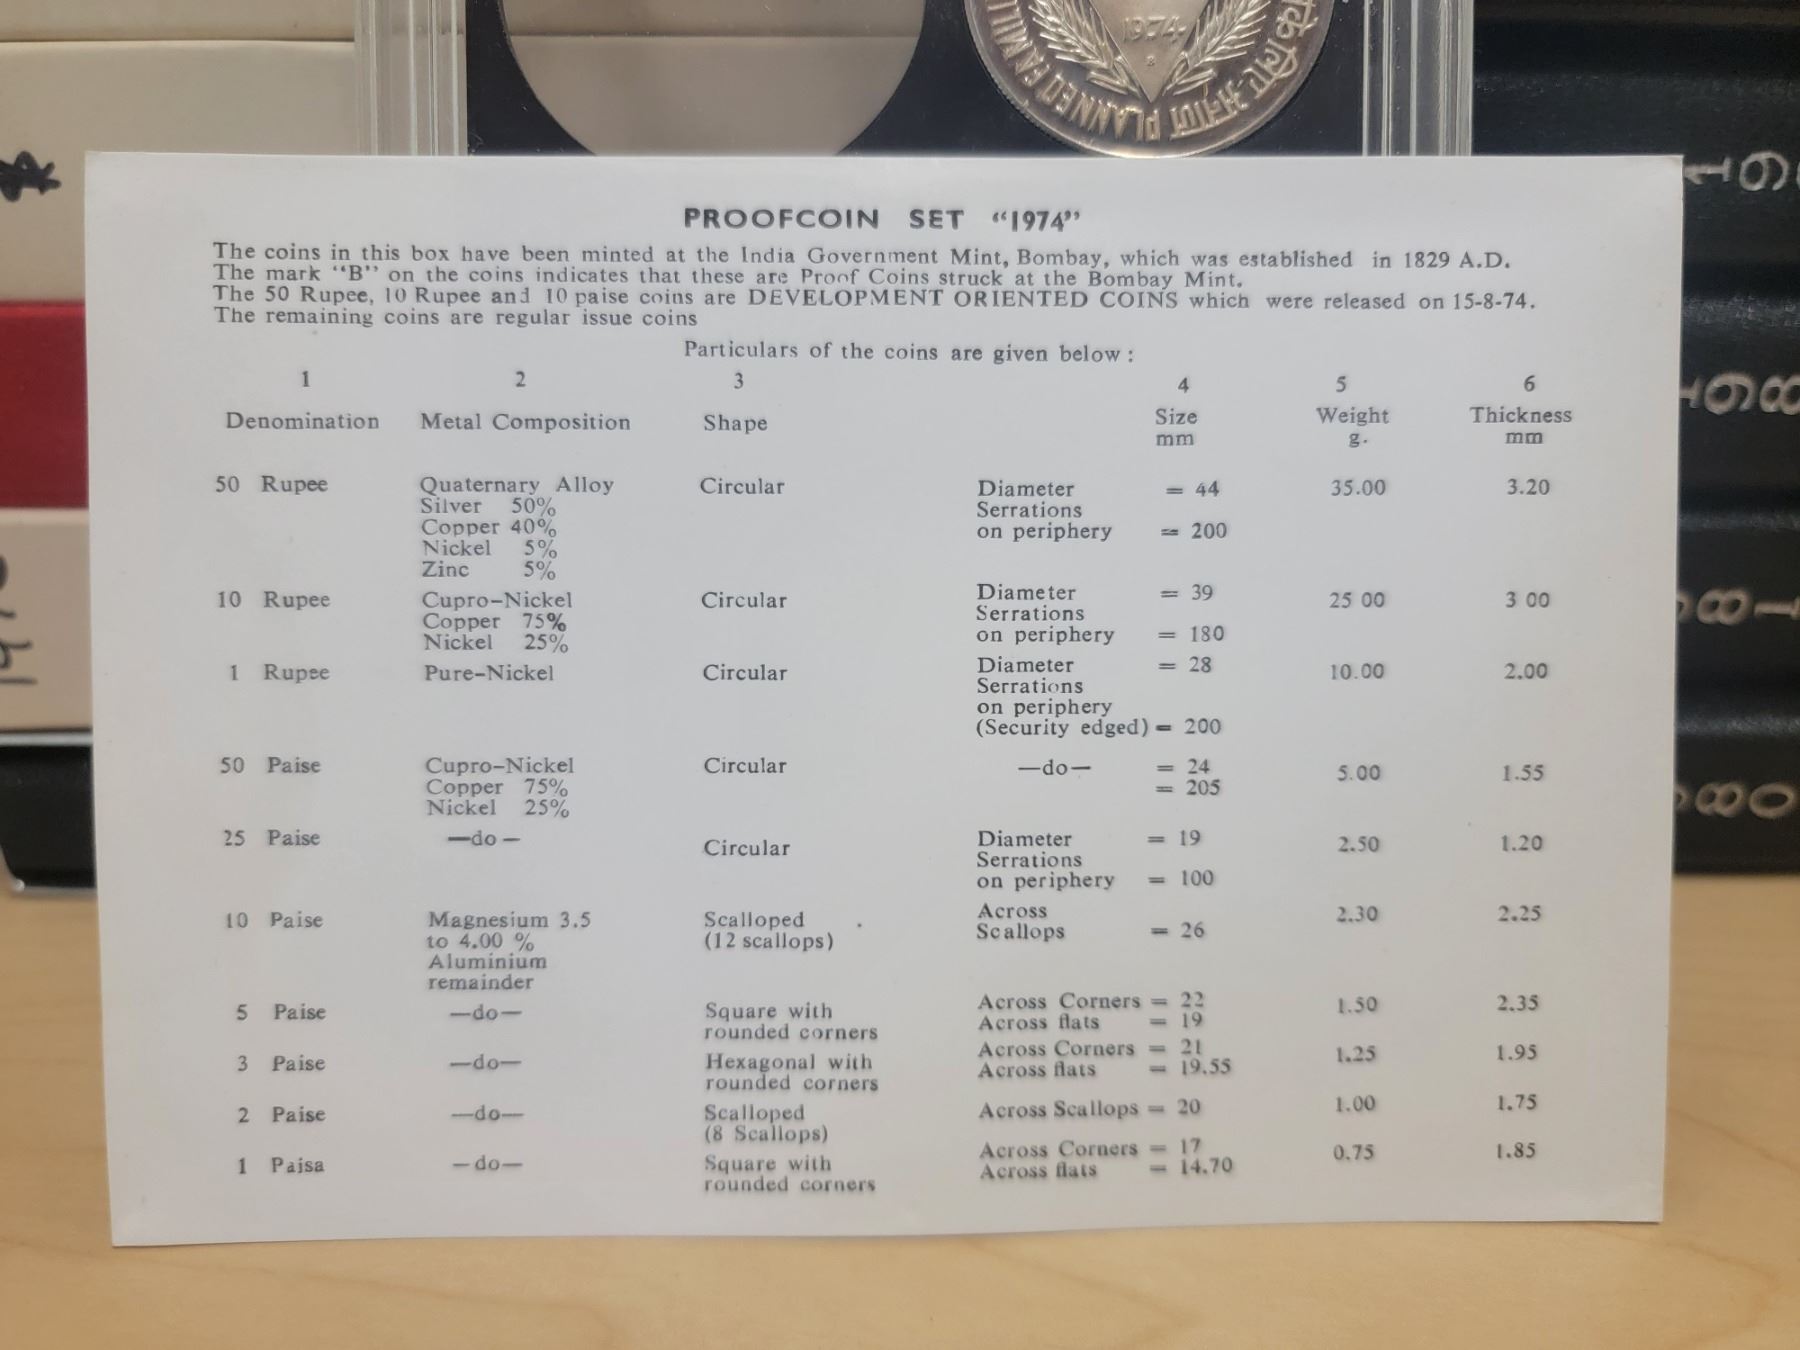 1974
B
PLANNED FAMILI
PROOFCOIN SET “1974”
The coins in this box have been minted at the India Government Mint, Bombay, which was established in 1829 A.D.
The mark “B” on the coins indicates that these are Proof Coins struck at the Bombay Mint.
The 50 Rupee, 10 Rupee and 10 paise coins are DEVELOPMENT ORIENTED COINS which were released on 15-8-74.
The remaining coins are regular issue coins
Particulars of the coins are given below :
1 2 3 4 5 6
Denomination Metal Composition Shape Size Weight Thickness
mm g. mm
50 Rupee Quaternary Alloy Circular Diameter = 44 35.00 3.20
Silver 50% Serrations
Copper 40% on periphery = 200
Nickel 5%
Zinc 5%
10 Rupee Cupro-Nickel Circular Diameter = 39 25 00 3 00
Copper 75% Serrations
Nickel 25% on periphery = 180
1 Rupee Pure-Nickel Circular Diameter = 28 10.00 2.00
Serrations
on periphery
(Security edged) = 200
50 Paise Cupro-Nickel Circular —do— = 24 5.00 1.55
Copper 75% = 205
Nickel 25%
25 Paise —do— Circular Diameter = 19 2.50 1.20
Serrations
on periphery = 100
10 Paise Magnesium 3.5 Scalloped Across 2.30 2.25
to 4.00 % (12 scallops) Scallops = 26
Aluminium
remainder
5 Paise —do— Square with Across Corners = 22 1.50 2.35
rounded corners Across flats = 19
3 Paise —do— Hexagonal with Across Corners = 21 1.25 1.95
rounded corners Across flats = 19.55
2 Paise —do— Scalloped Across Scallops = 20 1.00 1.75
(8 Scallops)
1 Paisa —do— Square with Across Corners = 17 0.75 1.85
rounded corners Across flats = 14.70